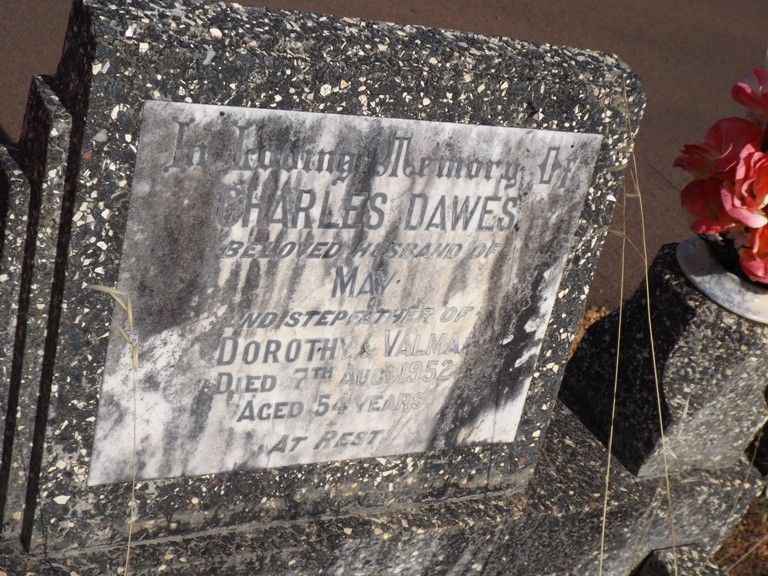 In Loving Memory Of
CHARLES DAWES.
BELOVED HUSBAND OF
MAY.
AND STEPFATHER OF
DOROTHY & VALMA
DIED 7TH AUG. 1952
AGED 54 YEARS
AT REST